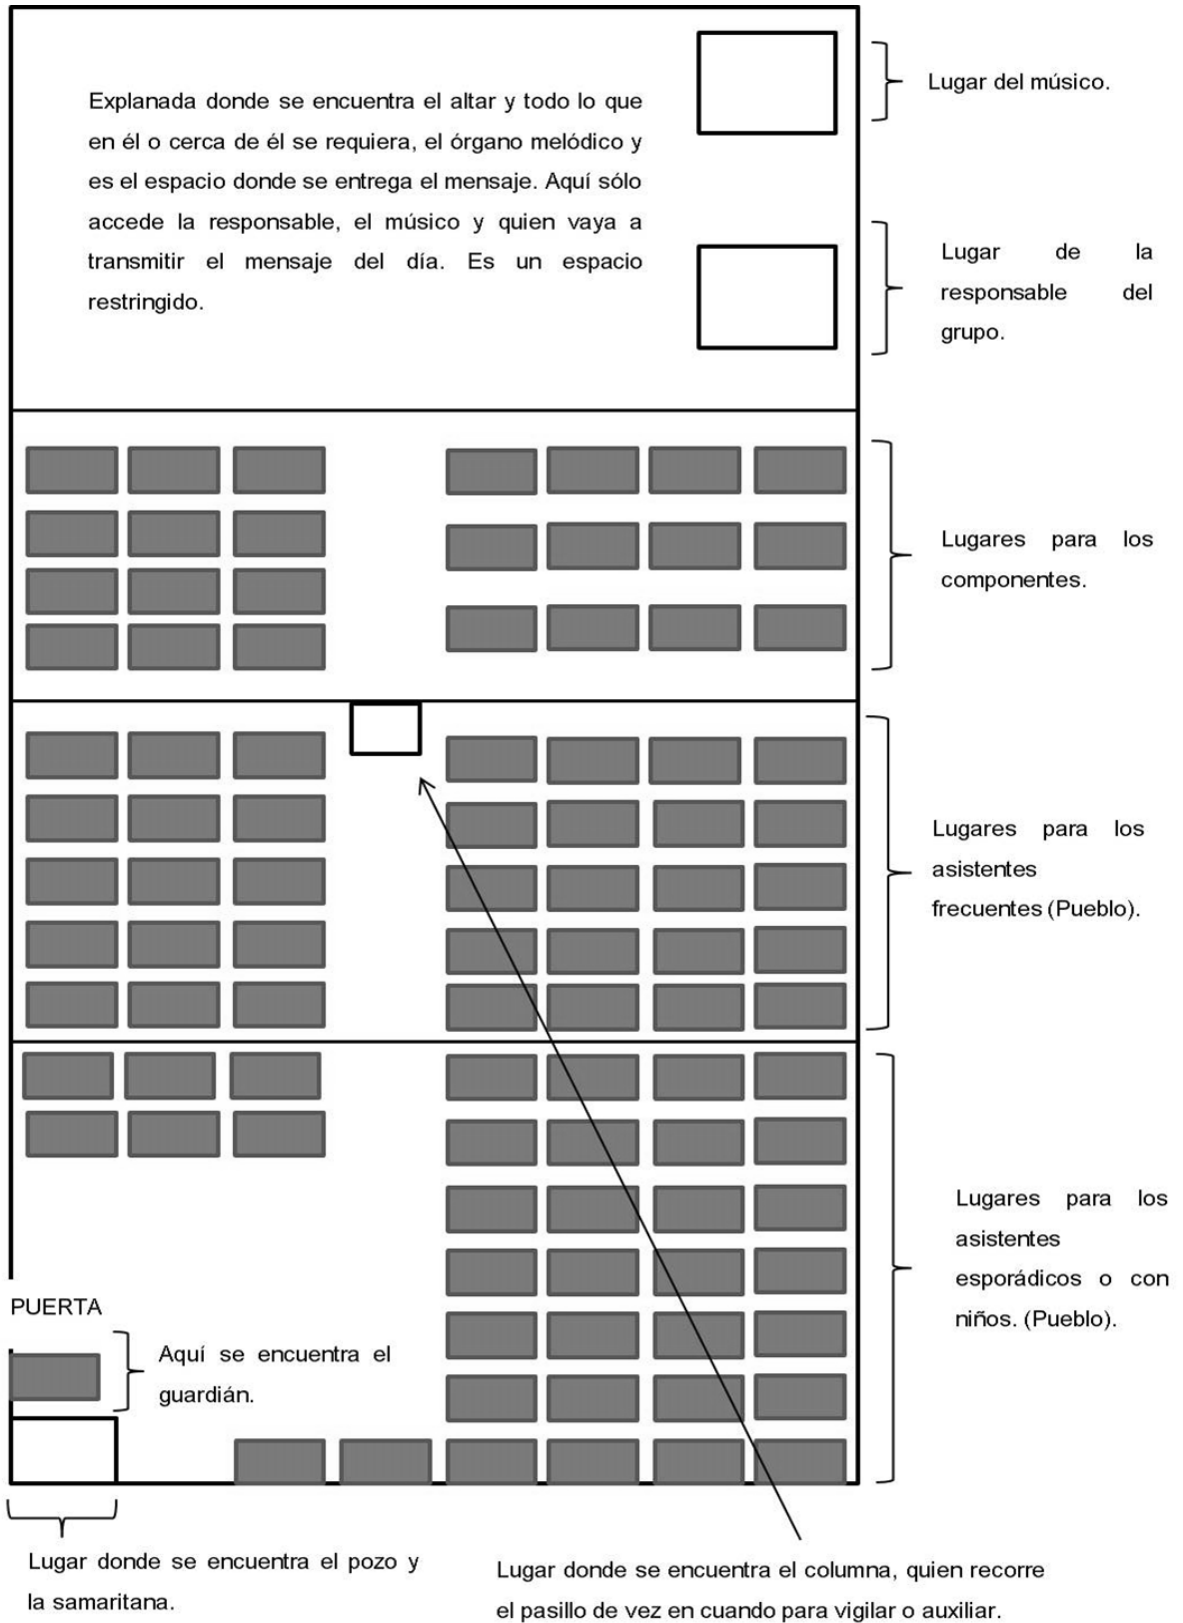 Explanada donde se encuentra el altar y todo lo que
en él o cerca de él se requiera, el órgano melódico y
es el espacio donde se entrega el mensaje. Aquí sólo
accede la responsable, el músico y quien vaya a
transmitir el mensaje del día. Es un espacio
restringido.
Lugar del músico.
Lugar de la
responsable del
grupo.
Lugares para los
componentes.
Lugares para los
asistentes
frecuentes (Pueblo).
Lugares para los
asistentes
esporádicos o con
niños. (Pueblo).
PUERTA
Aquí se encuentra el
guardián.
Lugar donde se encuentra el pozo y
la samaritana.
Lugar donde se encuentra el columna, quien recorre
el pasillo de vez en cuando para vigilar o auxiliar.